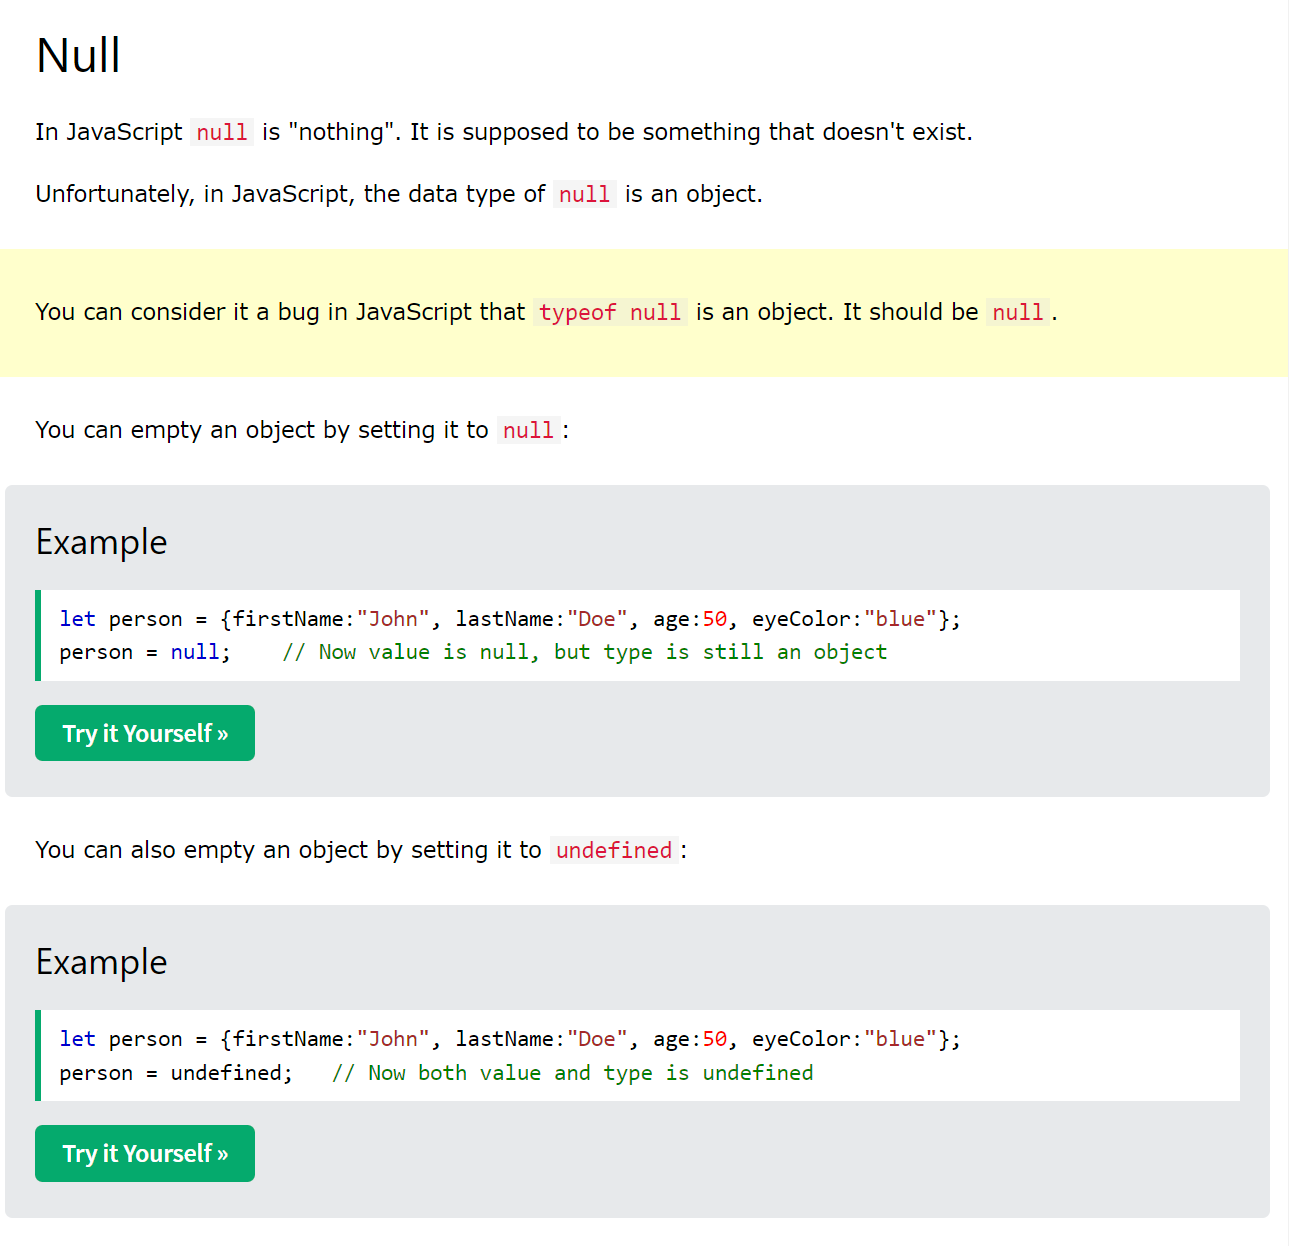 Null
In JavaScript null is "nothing". It is supposed to be something that doesn't exist.
Unfortunately, in JavaScript, the data type of null is an object.
You can consider it a bug in JavaScript that typeof null is an object. It should be null.
You can empty an object by setting it to null:
Example
let person = {firstName:"John", lastName:"Doe", age:50, eyeColor:"blue"};
person = null;    // Now value is null, but type is still an object
Try it Yourself »
You can also empty an object by setting it to undefined:
Example
let person = {firstName:"John", lastName:"Doe", age:50, eyeColor:"blue"};
person = undefined;   // Now both value and type is undefined
Try it Yourself »